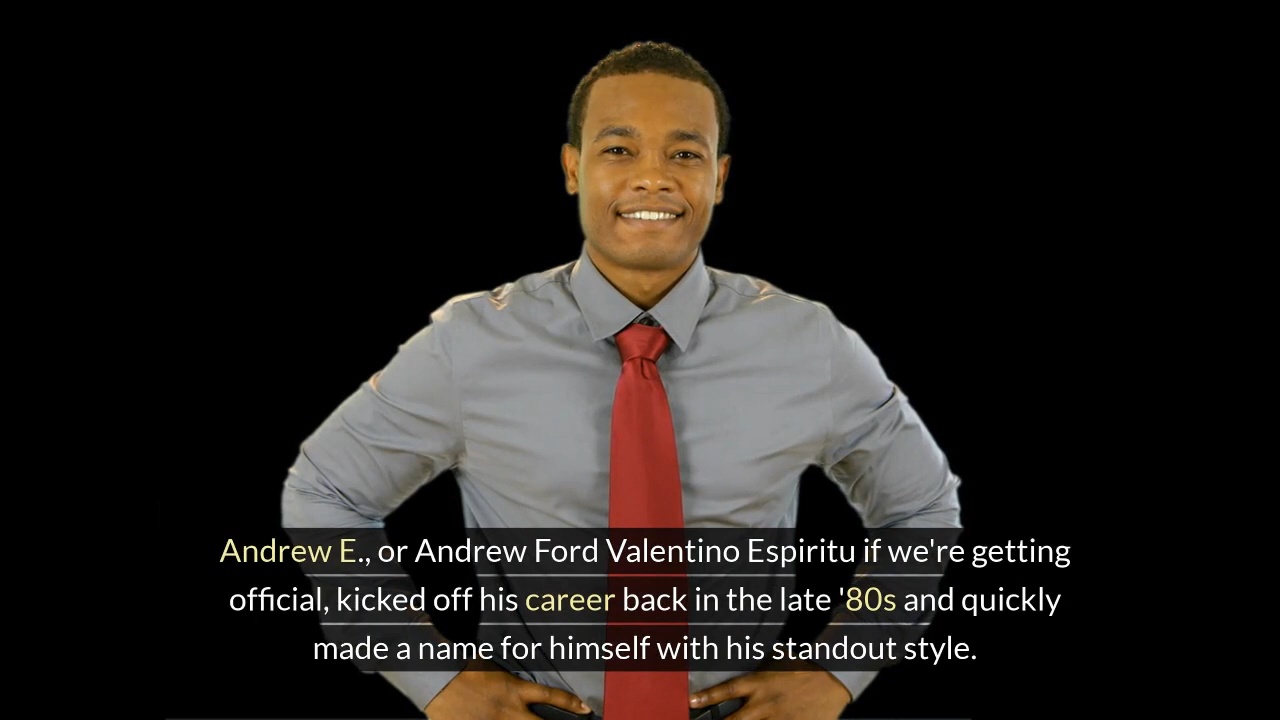 Andrew E., or Andrew Ford Valentino Espiritu if we're getting
official, kicked off his career back in the late '80s and quickly
made a name for himself with his standout style.